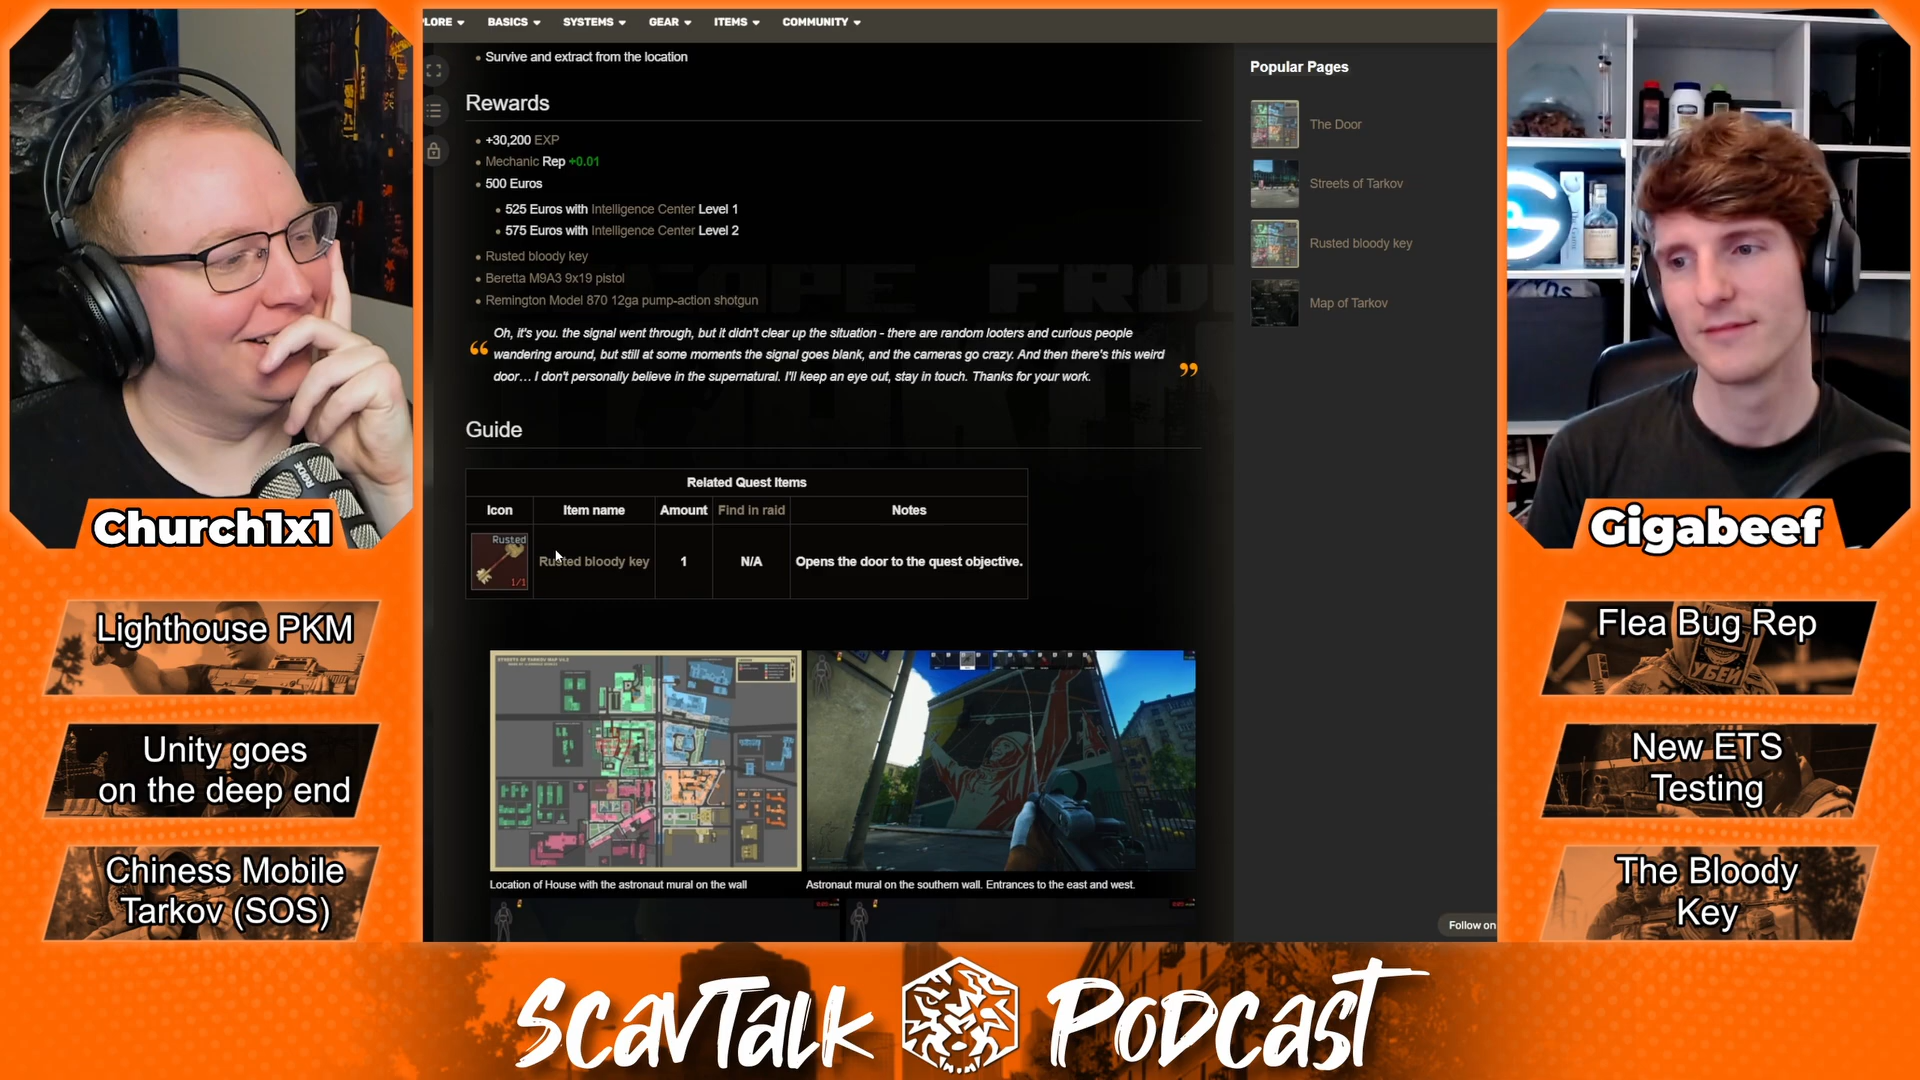 PLORE
BASICS
SYSTEMS
GEAR
ITEMS
COMMUNITY
Survive and extract from the location
Rewards
+30,200 EXP
Mechanic Rep +0.01
500 Euros
525 Euros with Intelligence Center Level 1
575 Euros with Intelligence Center Level 2
Rusted bloody key
Beretta M9A3 9x19 pistol
Remington Model 870 12ga pump-action shotgun
“ Oh, it's you. the signal went through, but it didn't clear up the situation - there are random looters and curious people
wandering around, but still at some moments the signal goes blank, and the cameras go crazy. And then there's this weird
door… I don't personally believe in the supernatural. I'll keep an eye out, stay in touch. Thanks for your work. ”
Guide
Related Quest Items
Icon Item name Amount Find in raid Notes
Rusted
1/1
Rusted bloody key 1 N/A Opens the door to the quest objective.
Location of House with the astronaut mural on the wall
Astronaut mural on the southern wall. Entrances to the east and west.
Popular Pages
The Door
Streets of Tarkov
Rusted bloody key
Map of Tarkov
Follow on
RØDE
Church1x1
Lighthouse PKM
Unity goes
on the deep end
Chiness Mobile
Tarkov (SOS)
Gigabeef
Flea Bug Rep
УБЕЙ
New ETS
Testing
The Bloody
Key
ScavTalk Podcast